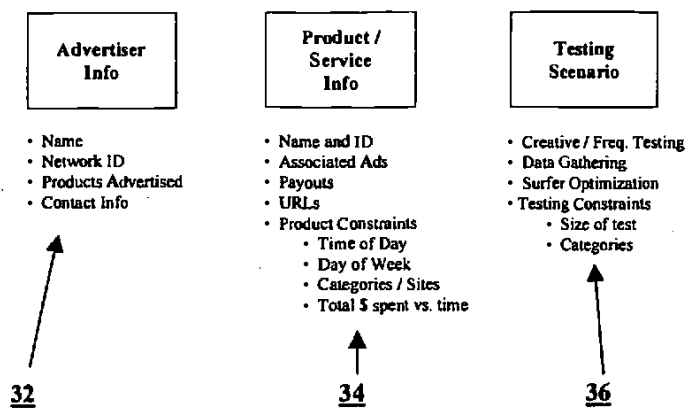 Advertiser
Info
• Name
• Network ID
• Products Advertised
• Contact Info
32
Product /
Service
Info
• Name and ID
• Associated Ads
• Payouts
• URLs
• Product Constraints
• Time of Day
• Day of Week
• Categories / Sites
• Total $ spent vs. time
34
Testing
Scenario
• Creative / Freq. Testing
• Data Gathering
• Surfer Optimization
• Testing Constraints
• Size of test
• Categories
36